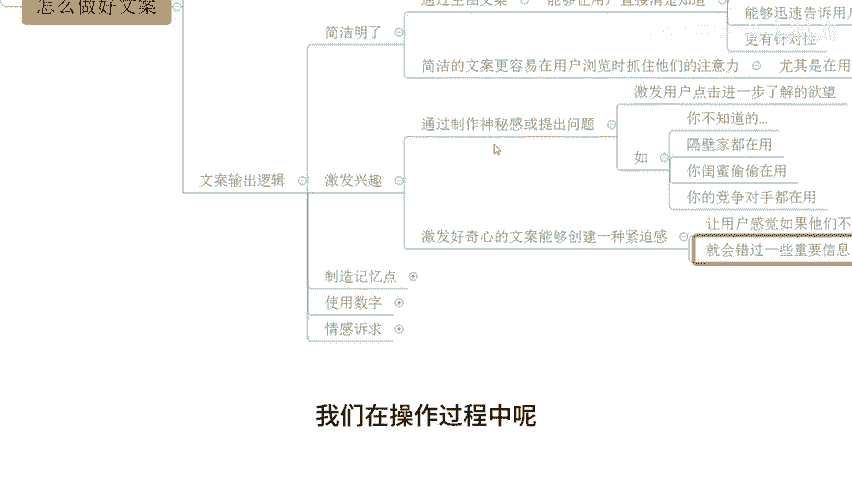 怎么做好文案
通过主图文案
能够让用户直接清楚知道
能够迅速告诉用户
更有针对性
简洁明了
简洁的文案更容易在用户浏览时抓住他们的注意力
尤其是在用
激发用户点击进一步了解的欲望
通过制作神秘感或提出问题
如
你不知道的...
隔壁家都在用
你闺蜜偷偷在用
你的竞争对手都在用
文案输出逻辑
激发兴趣
激发好奇心的文案能够创建一种紧迫感
让用户感觉如果他们不
就会错过一些重要信息
制造记忆点
使用数字
情感诉求
我们在操作过程中呢